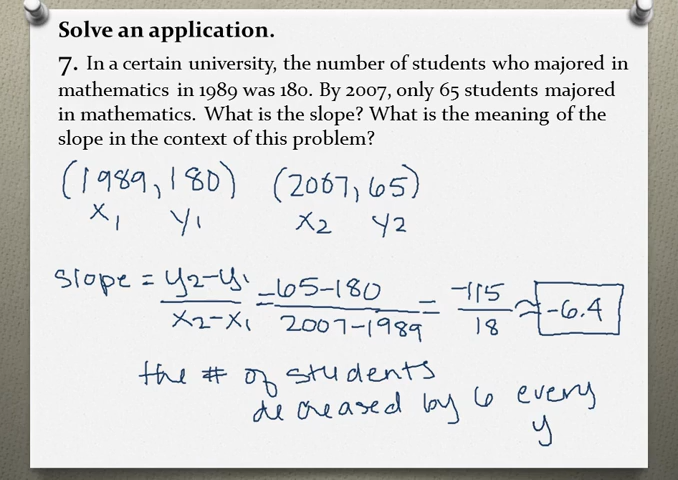 Solve an application.
7. In a certain university, the number of students who majored in
mathematics in 1989 was 180. By 2007, only 65 students majored
in mathematics. What is the slope? What is the meaning of the
slope in the context of this problem?
(1989, 180) (2007, 65)
x₁ y₁ x₂ y₂
slope = y₂-y₁/x₂-x₁ = 65-180/2007-1989 = -115/18 ≈ -6.4
the # of students
decreased by 6 every
y